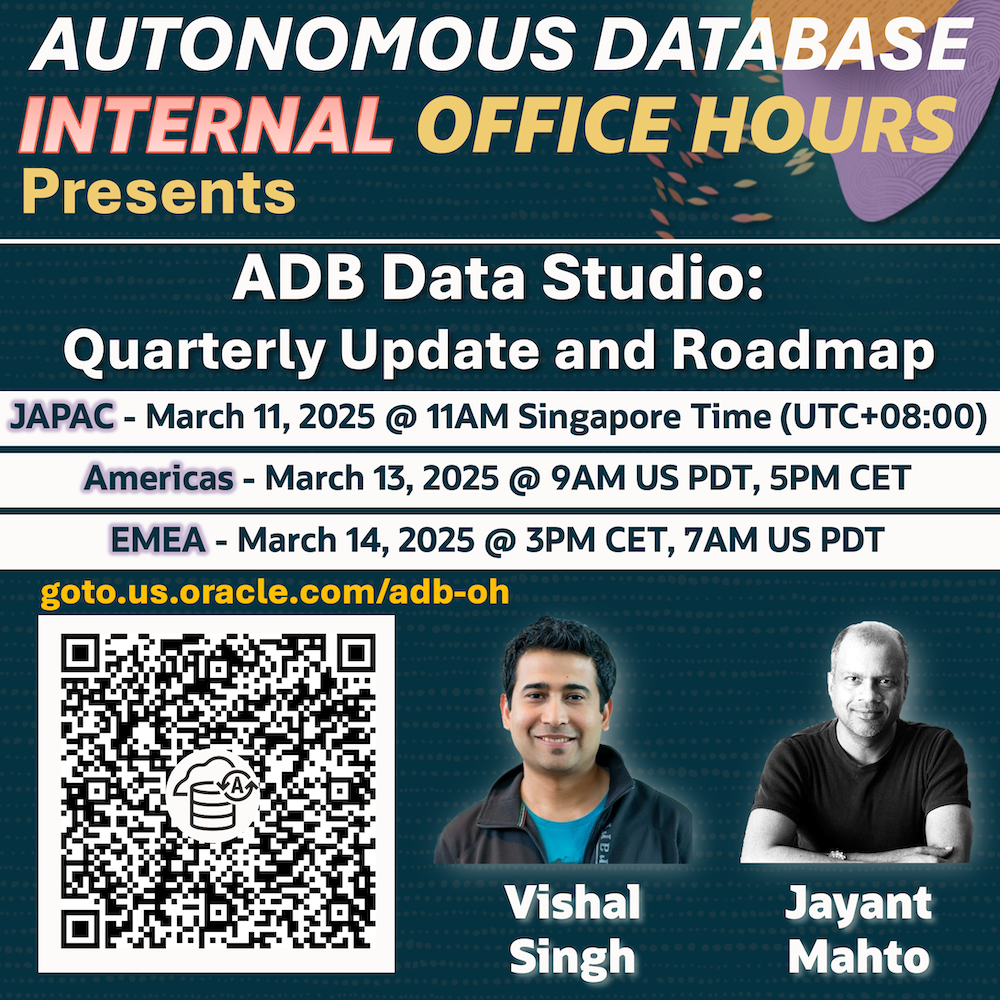 AUTONOMOUS DATABASE
INTERNAL OFFICE HOURS
Presents
ADB Data Studio:
Quarterly Update and Roadmap
JAPAC - March 11, 2025 @ 11AM Singapore Time (UTC+08:00)
Americas - March 13, 2025 @ 9AM US PDT, 5PM CET
EMEA - March 14, 2025 @ 3PM CET, 7AM US PDT
goto.us.oracle.com/adb-oh
A
Vishal
Singh
Jayant
Mahto